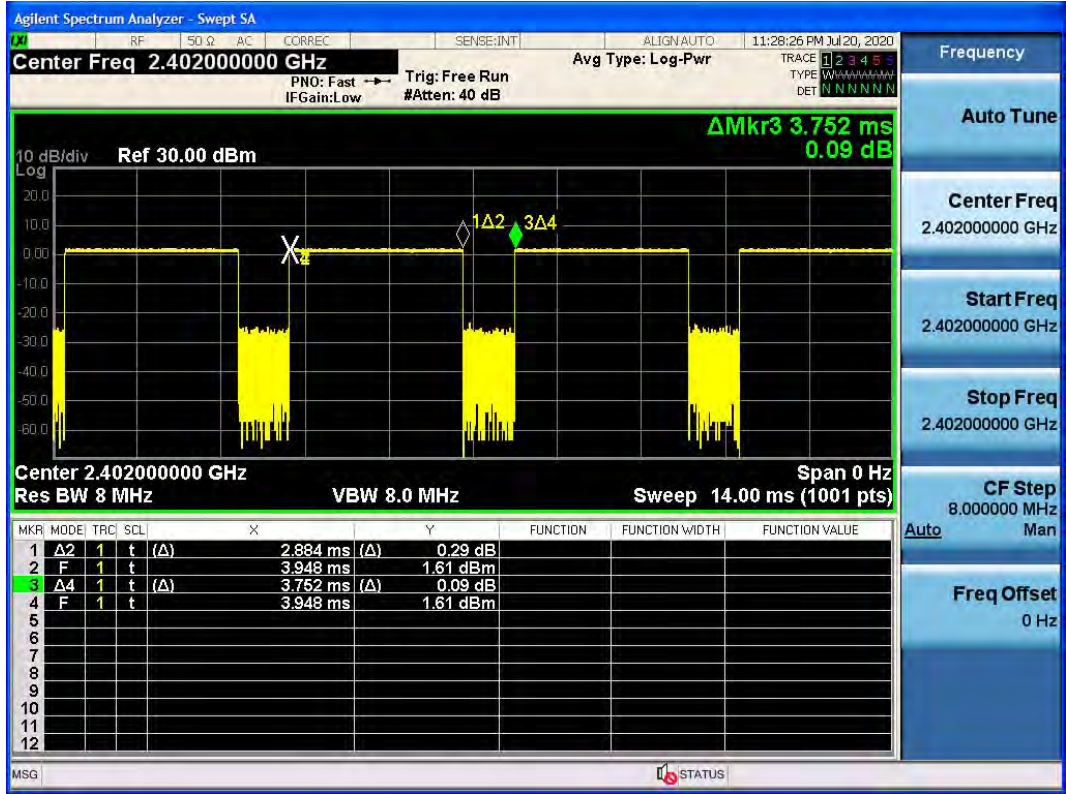 Agilent Spectrum Analyzer - Swept SA
LXI RF 50 Ω AC CORREC SENSE:INT ALIGN AUTO 11:28:26 PM Jul 20, 2020
Center Freq 2.402000000 GHz
PNO: Fast
IFGain:Low
Trig: Free Run
#Atten: 40 dB
Avg Type: Log-Pwr
TRACE 1 2 3 4 5 6
TYPE W
DET N N N N N N
ΔMkr3 3.752 ms
0.09 dB
10 dB/div Ref 30.00 dBm
Log
20.0
10.0
0.00
-10.0
-20.0
-30.0
-40.0
-50.0
-60.0
1Δ2
3Δ4
Center 2.402000000 GHz Span 0 Hz
Res BW 8 MHz VBW 8.0 MHz Sweep 14.00 ms (1001 pts)
MKR MODE TRC SCL X Y FUNCTION FUNCTION WIDTH FUNCTION VALUE
1 Δ2 1 t (Δ) 2.884 ms (Δ) 0.29 dB
2 F 1 t 3.948 ms 1.61 dBm
3 Δ4 1 t (Δ) 3.752 ms (Δ) 0.09 dB
4 F 1 t 3.948 ms 1.61 dBm
5
6
7
8
9
10
11
12
MSG STATUS
Frequency
Auto Tune
Center Freq
2.402000000 GHz
Start Freq
2.402000000 GHz
Stop Freq
2.402000000 GHz
CF Step
8.000000 MHz
Auto Man
Freq Offset
0 Hz